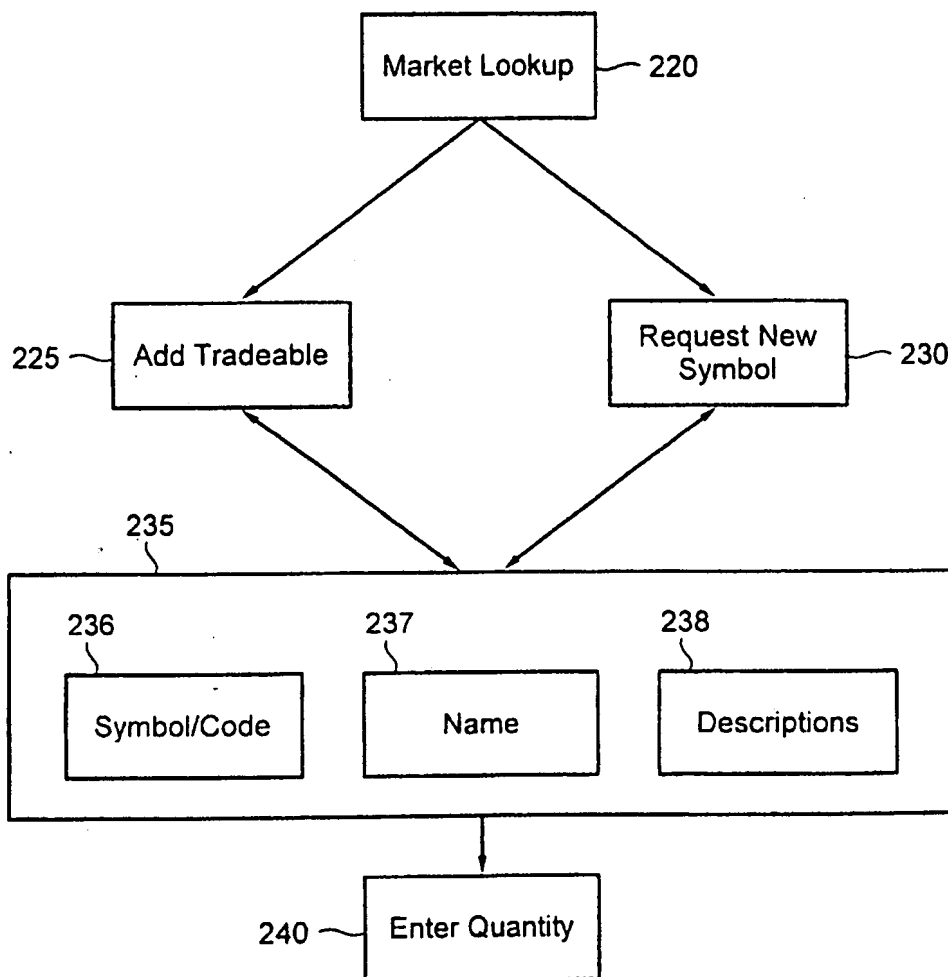 Market Lookup
220
225
Add Tradeable
Request New
Symbol
230
235
236
237
238
Symbol/Code
Name
Descriptions
240
Enter Quantity